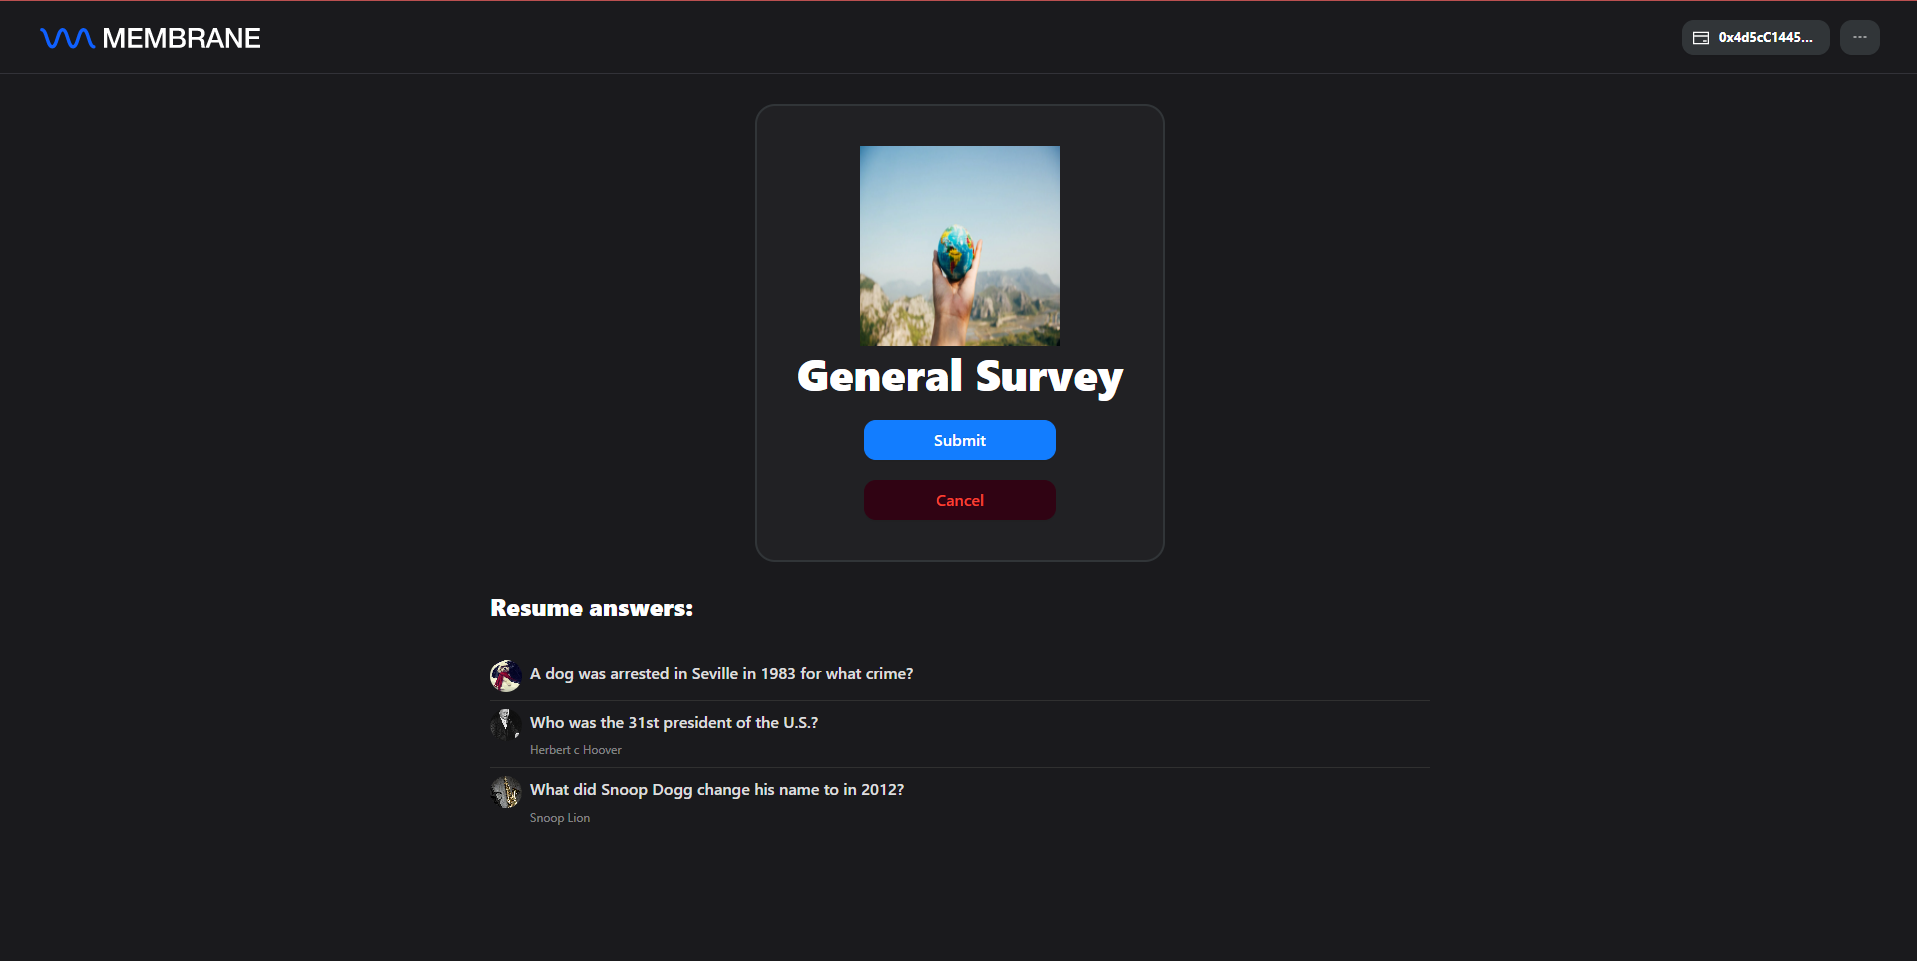 MEMBRANE
0x4d5cC1445...
...
General Survey
Submit
Cancel
Resume answers:
A dog was arrested in Seville in 1983 for what crime?
Who was the 31st president of the U.S.?
Herbert c Hoover
What did Snoop Dogg change his name to in 2012?
Snoop Lion